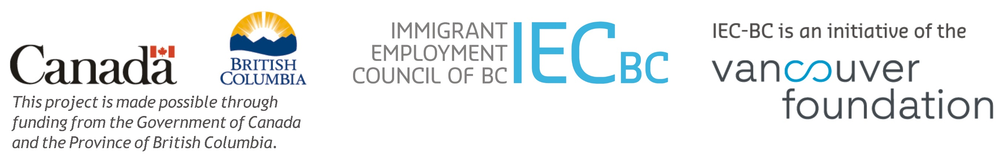 Canada
BRITISH
COLUMBIA
This project is made possible through
funding from the Government of Canada
and the Province of British Columbia.
IMMIGRANT
EMPLOYMENT
COUNCIL OF BC
IEC BC
IEC-BC is an initiative of the
vancouver
foundation